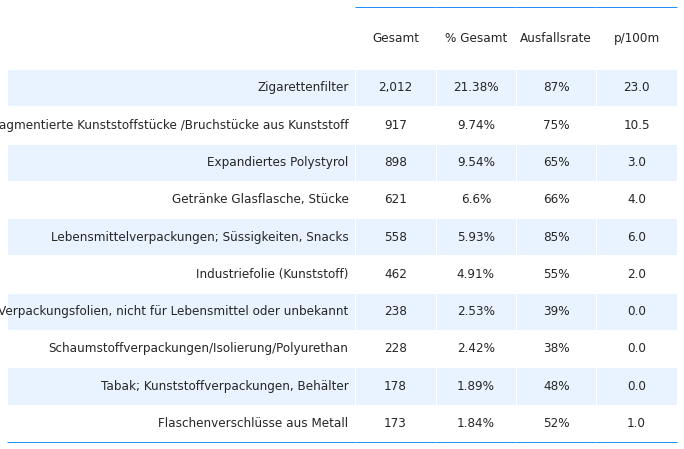 Gesamt % Gesamt Ausfallsrate p/100m
Zigarettenfilter 2,012 21.38% 87% 23.0
agmentierte Kunststoffstücke /Bruchstücke aus Kunststoff 917 9.74% 75% 10.5
Expandiertes Polystyrol 898 9.54% 65% 3.0
Getränke Glasflasche, Stücke 621 6.6% 66% 4.0
Lebensmittelverpackungen; Süssigkeiten, Snacks 558 5.93% 85% 6.0
Industriefolie (Kunststoff) 462 4.91% 55% 2.0
Verpackungsfolien, nicht für Lebensmittel oder unbekannt 238 2.53% 39% 0.0
Schaumstoffverpackungen/Isolierung/Polyurethan 228 2.42% 38% 0.0
Tabak; Kunststoffverpackungen, Behälter 178 1.89% 48% 0.0
Flaschenverschlüsse aus Metall 173 1.84% 52% 1.0